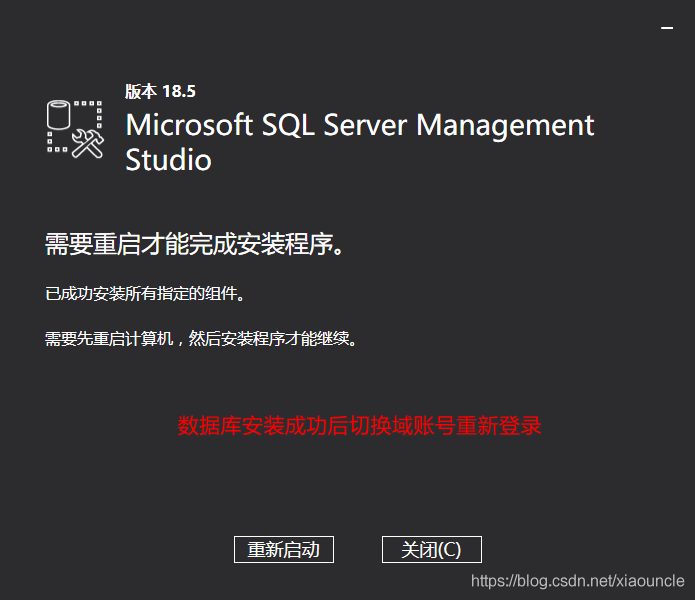 版本 18.5
Microsoft SQL Server Management
Studio
需要重启才能完成安装程序。
已成功安装所有指定的组件。
需要先重启计算机，然后安装程序才能继续。
数据库安装成功后切换域账号重新登录
重新启动 关闭(C)
https://blog.csdn.net/xiaouncle